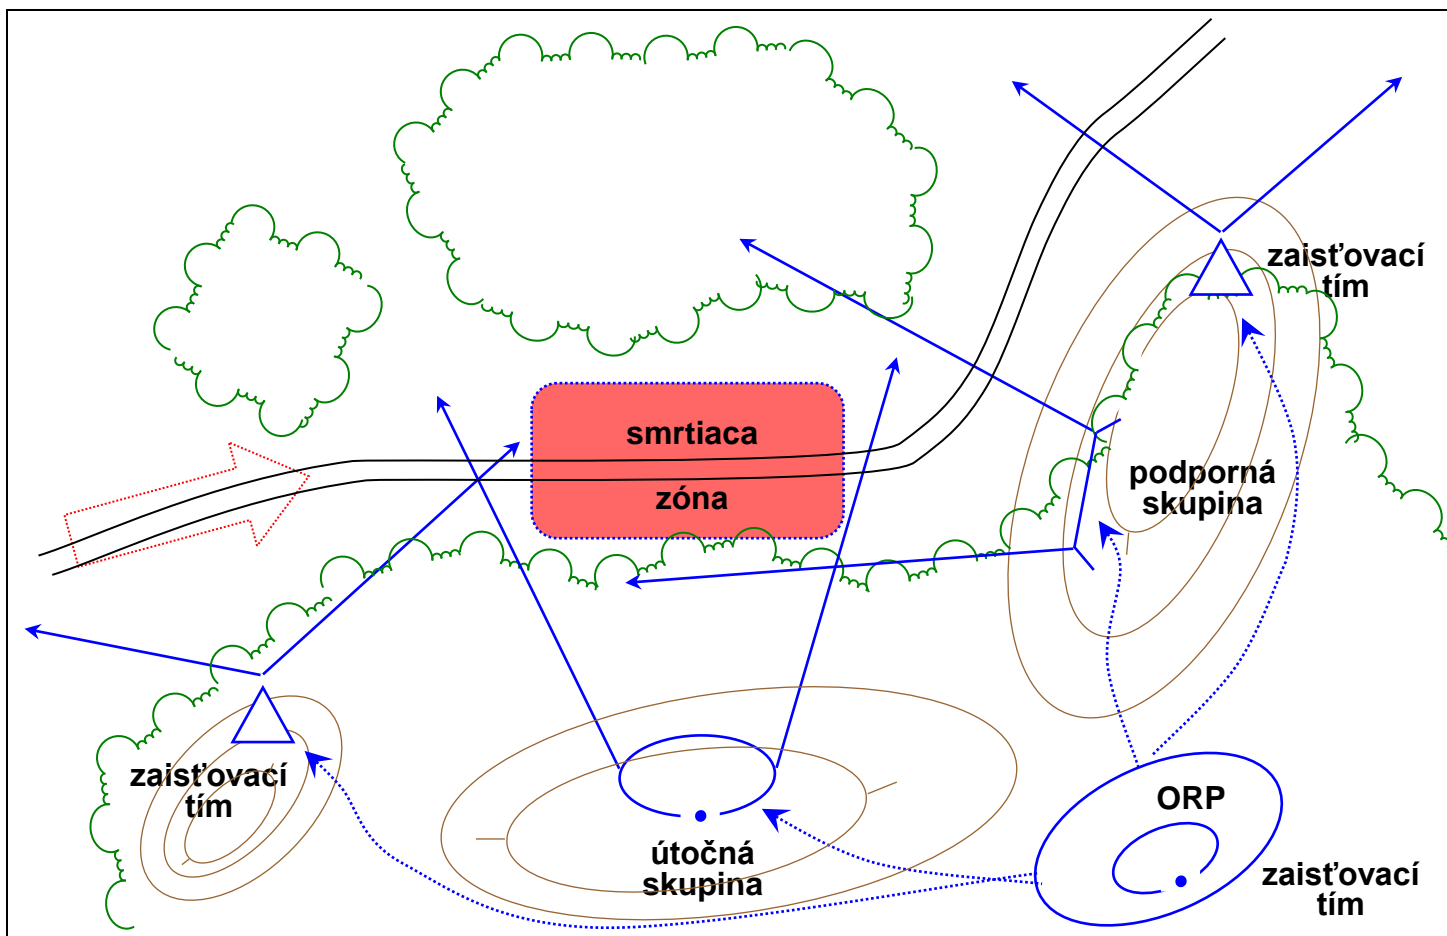 zaisťovací
tím
smrtiaca
zóna
podporná
skupina
zaisťovací
tím
ORP
útočná
skupina
zaisťovací
tím